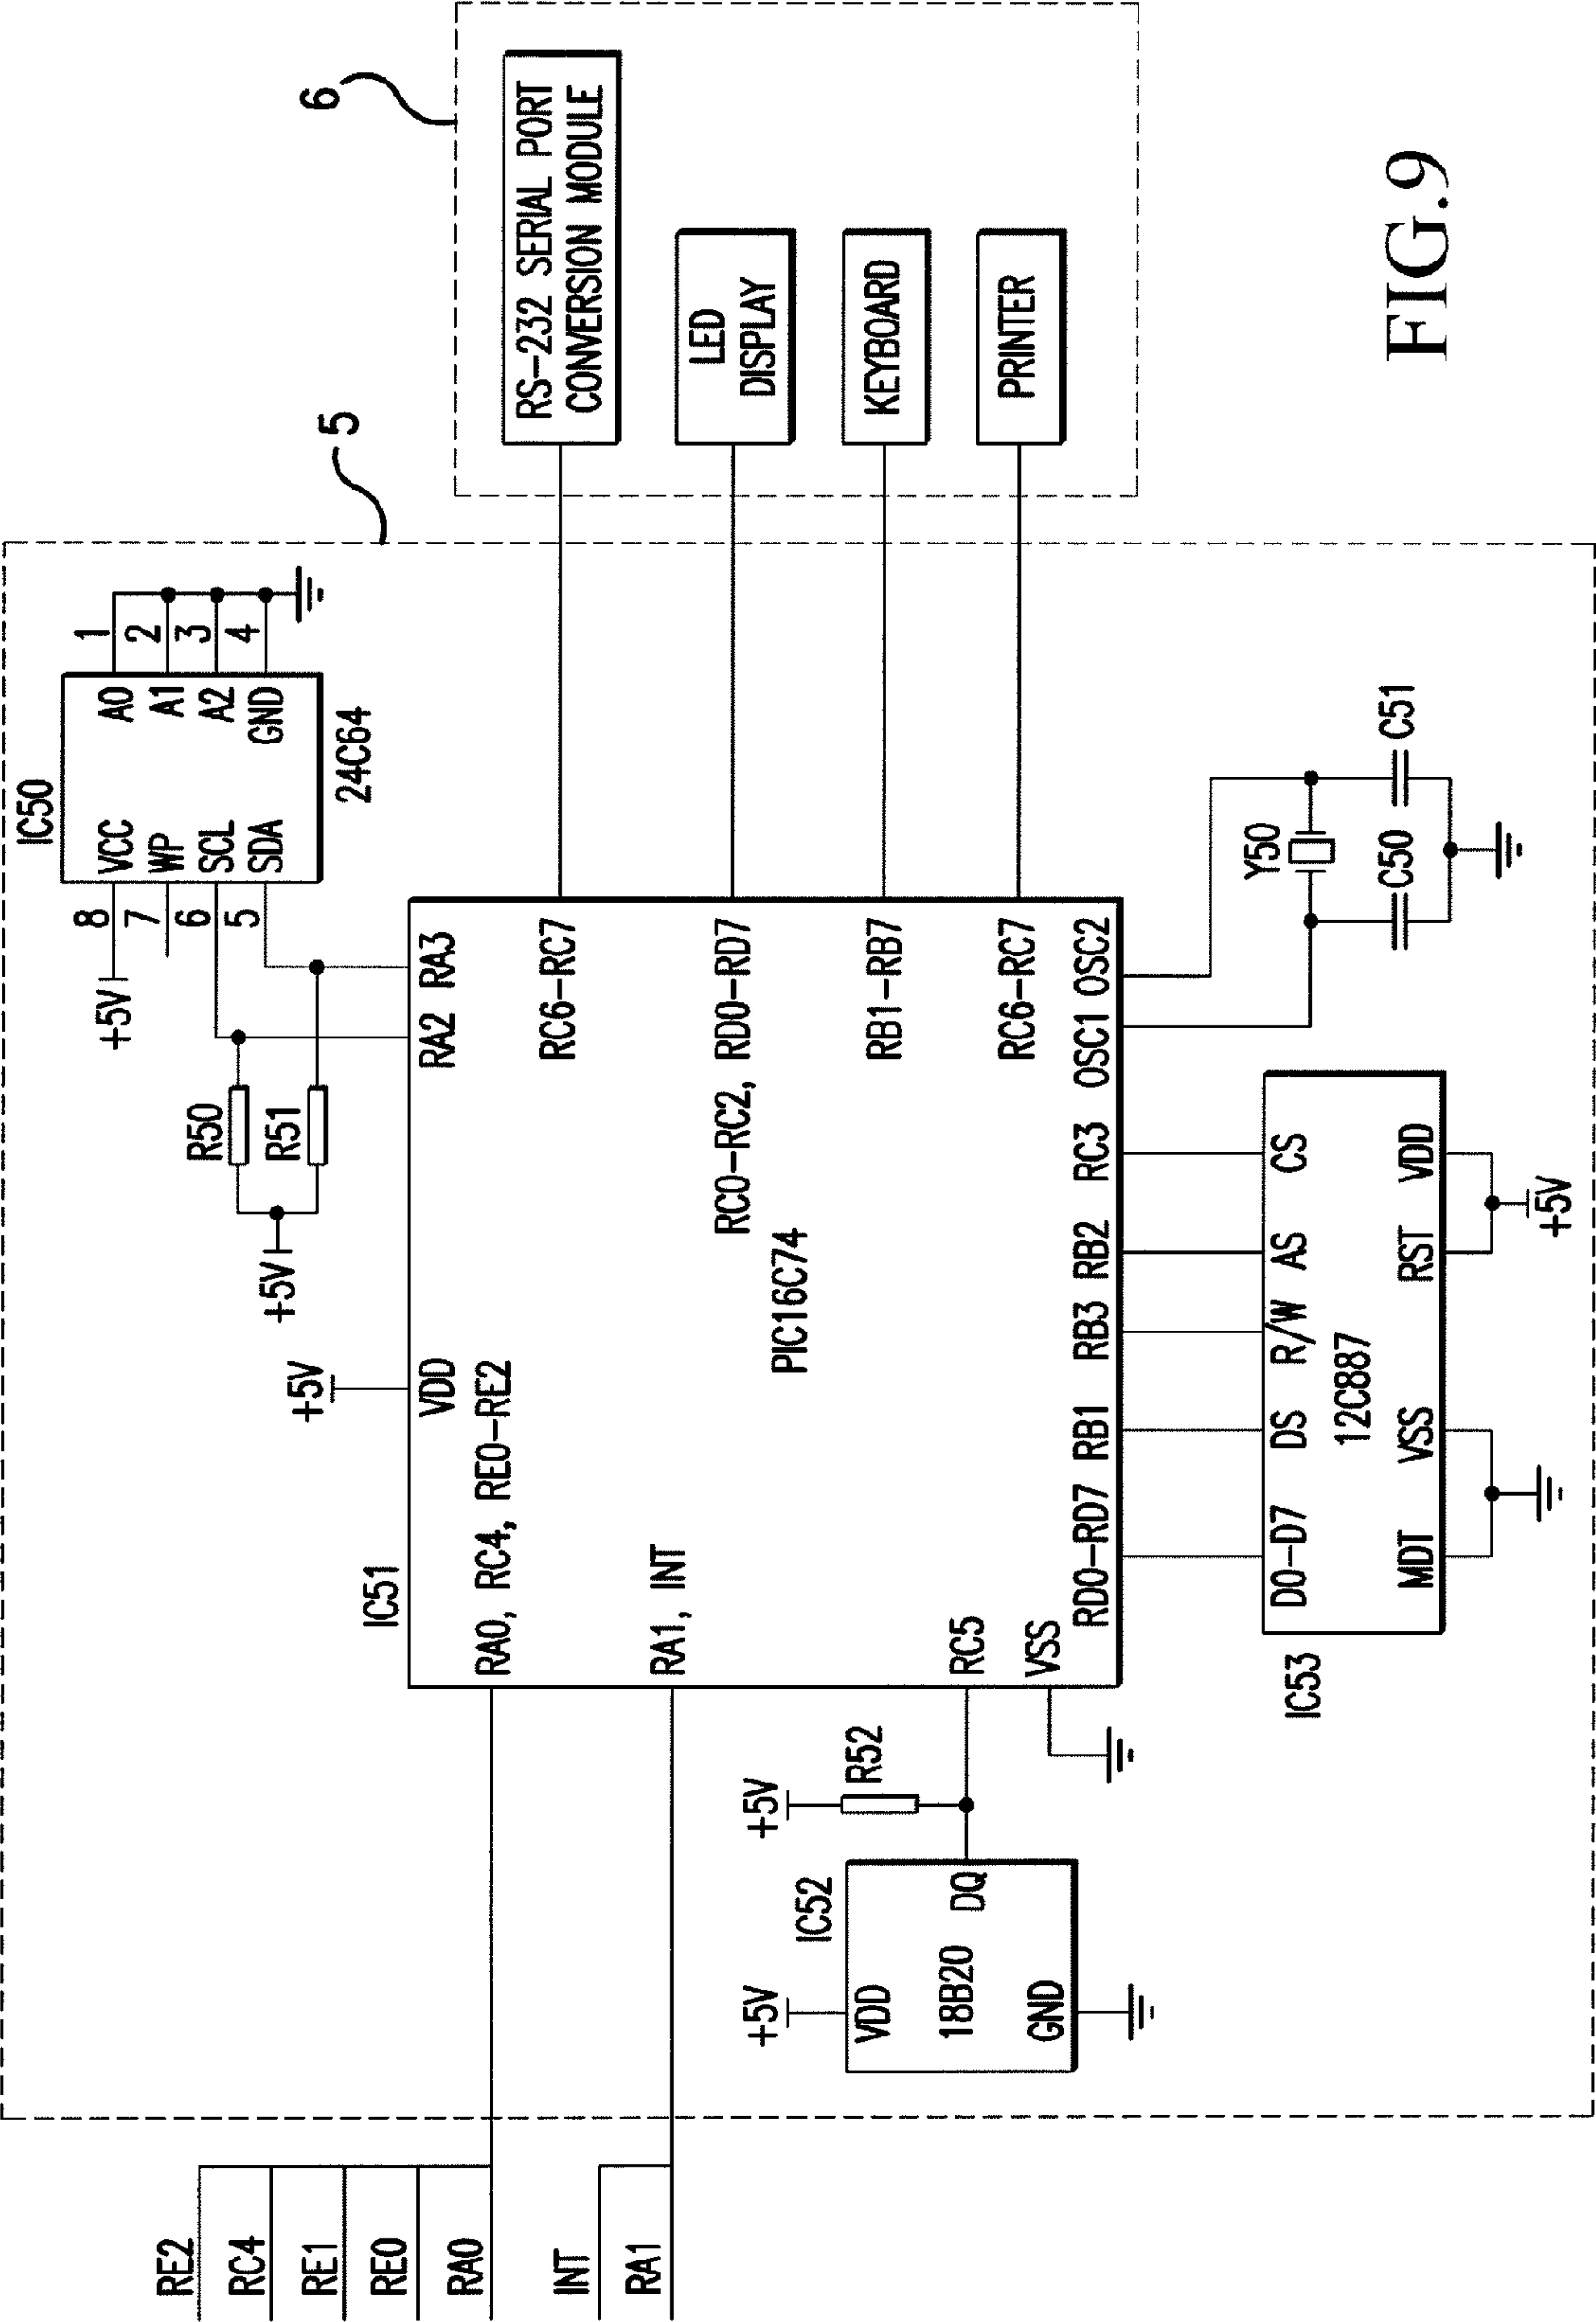 IC50
8
VCC
A0
1
+5V
7
WP
A1
2
6
SCL
A2
3
5
SDA
GND
4
24C64
5
6
R50
R51
+5V
+5V
RE2
RC4
RE1
RE0
RA0
INT
RA1
IC51
VDD
RA2
RA3
RA0, RC4, RE0-RE2
RC6-RC7
RS-232 SERIAL PORT
CONVERSION MODULE
RA1, INT
RC0-RC2, RD0-RD7
LED
DISPLAY
PIC16C74
RB1-RB7
KEYBOARD
+5V
R52
+5V
IC52
VDD
DQ
18B20
GND
RC5
RC6-RC7
PRINTER
VSS
RD0-RD7
RB1
RB3
RB2
RC3
OSC1
OSC2
D0-D7
DS
R/W
AS
CS
Y50
IC53
12C887
MDT
VSS
RST
VDD
C50
C51
+5V
FIG.9